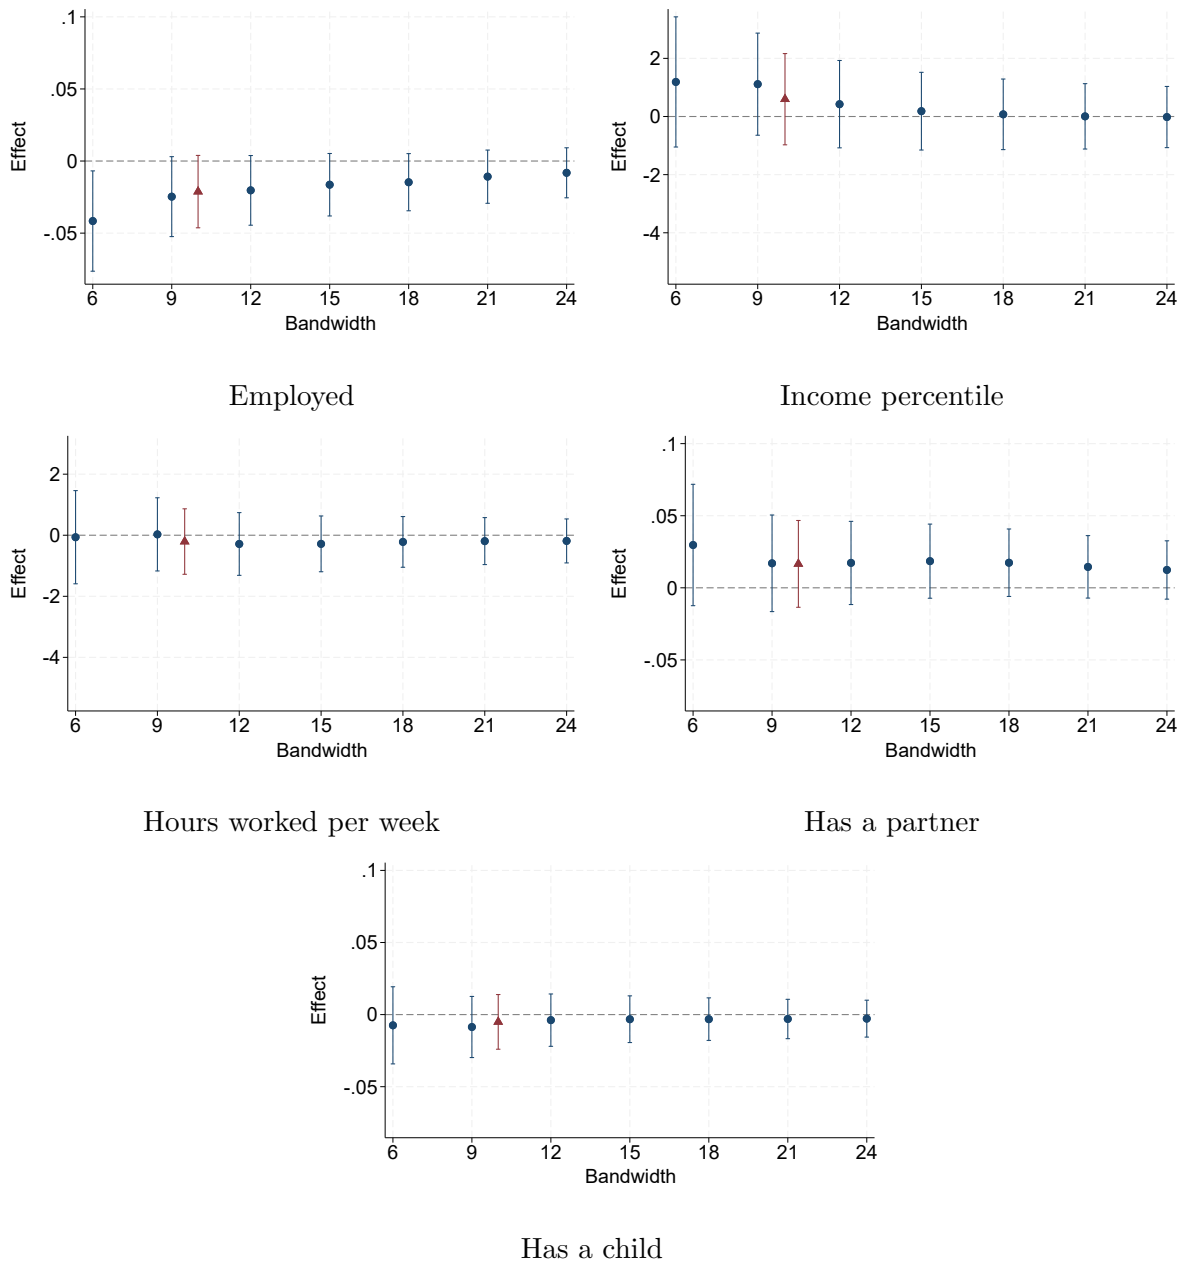 .1
.05
0
-.05
Effect
6 9 12 15 18 21 24
Bandwidth
Employed
2
0
-2
-4
Effect
6 9 12 15 18 21 24
Bandwidth
Income percentile
2
0
-2
-4
Effect
6 9 12 15 18 21 24
Bandwidth
Hours worked per week
.1
.05
0
-.05
Effect
6 9 12 15 18 21 24
Bandwidth
Has a partner
.1
.05
0
-.05
Effect
6 9 12 15 18 21 24
Bandwidth
Has a child